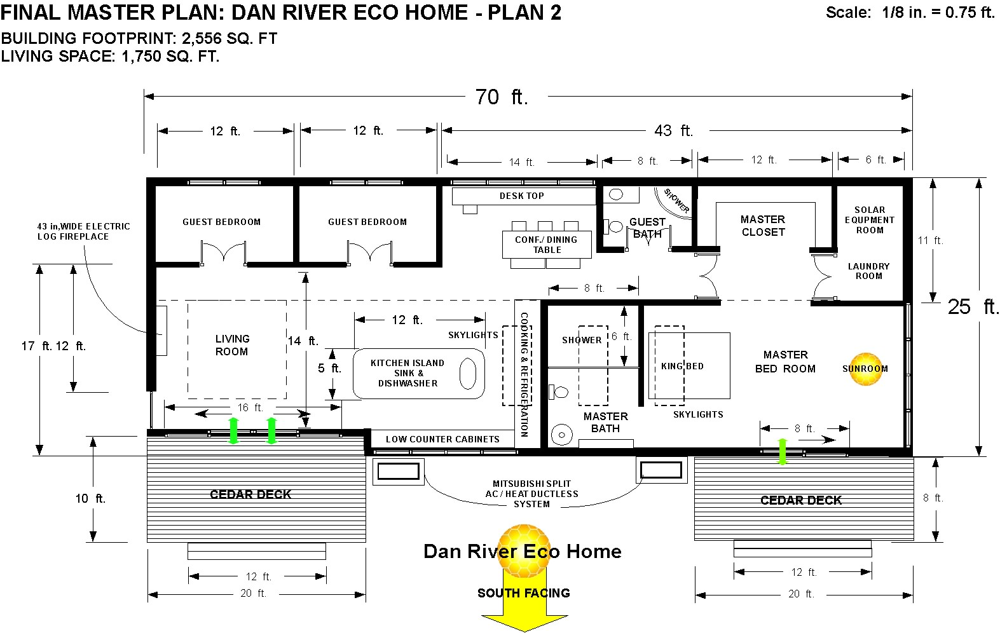 FINAL MASTER PLAN: DAN RIVER ECO HOME - PLAN 2
Scale: 1/8 in. = 0.75 ft.
BUILDING FOOTPRINT: 2,556 SQ. FT
LIVING SPACE: 1,750 SQ. FT.
70 ft.
12 ft.
12 ft.
43 ft.
14 ft.
8 ft.
12 ft.
6 ft.
DESK TOP
SHOWER
GUEST BEDROOM
GUEST BEDROOM
GUEST
BATH
MASTER
CLOSET
SOLAR
EQUPMENT
ROOM
43 in,WIDE ELECTRIC
LOG FIREPLACE
CONF./ DINING
TABLE
11 ft.
LAUNDRY
ROOM
8 ft.
25 ft.
12 ft.
SKYLIGHTS
COOKING & REFRIGERATION
SHOWER
6 ft.
LIVING
ROOM
14 ft.
17 ft.
12 ft.
5 ft.
KITCHEN ISLAND
SINK &
DISHWASHER
KING BED
MASTER
BED ROOM
SUNROOM
16 ft.
MASTER
BATH
SKYLIGHTS
8 ft.
LOW COUNTER CABINETS
10 ft.
CEDAR DECK
MITSUBISHI SPLIT
AC / HEAT DUCTLESS
SYSTEM
CEDAR DECK
8 ft.
Dan River Eco Home
12 ft.
20 ft.
SOUTH FACING
12 ft.
20 ft.